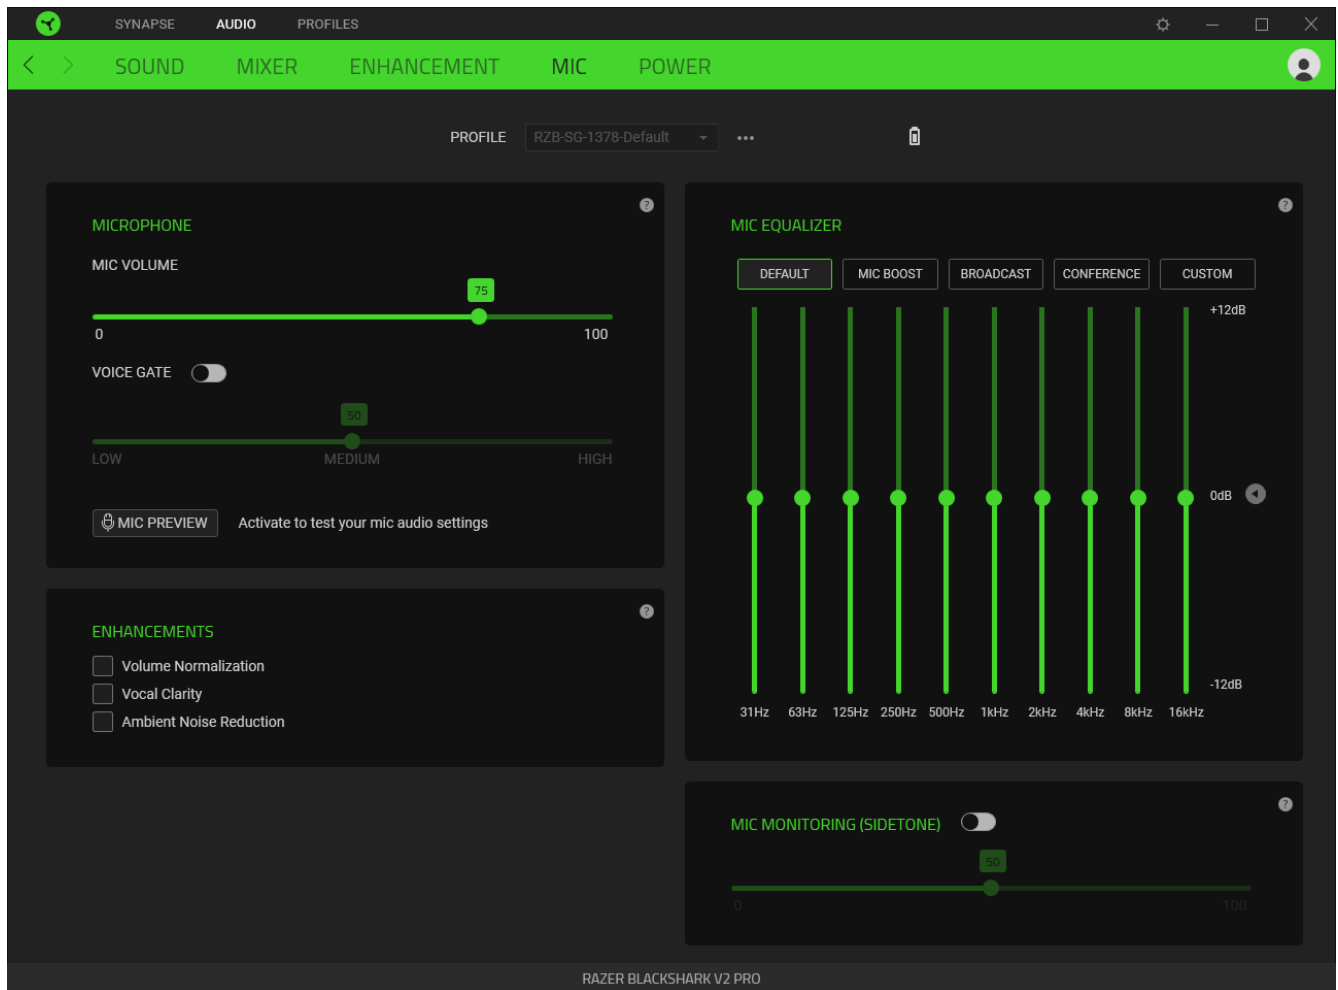 SYNAPSE AUDIO PROFILES
SOUND MIXER ENHANCEMENT MIC POWER
PROFILE RZB-SG-1378-Default
MICROPHONE
MIC VOLUME
75
0 100
VOICE GATE
50
LOW MEDIUM HIGH
MIC PREVIEW Activate to test your mic audio settings
ENHANCEMENTS
Volume Normalization
Vocal Clarity
Ambient Noise Reduction
MIC EQUALIZER
DEFAULT MIC BOOST BROADCAST CONFERENCE CUSTOM
+12dB
0dB
-12dB
31Hz 63Hz 125Hz 250Hz 500Hz 1kHz 2kHz 4kHz 8kHz 16kHz
MIC MONITORING (SIDETONE)
50
0 100
RAZER BLACKSHARK V2 PRO